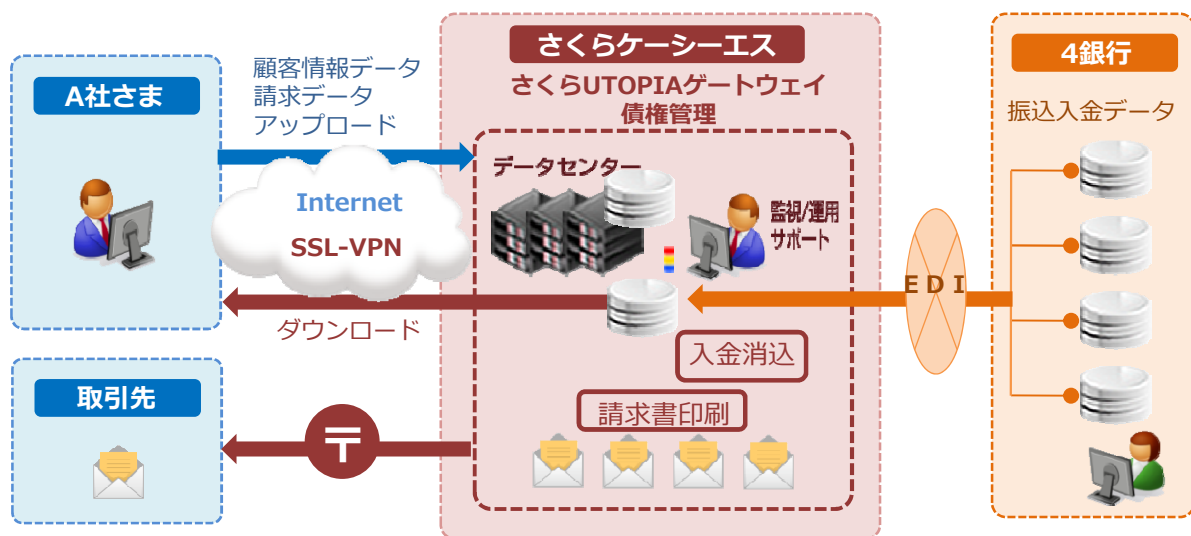 A社さま
顧客情報データ
請求データ
アップロード
Internet
SSL-VPN
ダウンロード
取引先
〒
さくらケーシーエス
さくらUTOPIAゲートウェイ
債権管理
データセンター
監視/運用
サポート
入金消込
請求書印刷
EDI
4銀行
振込入金データ